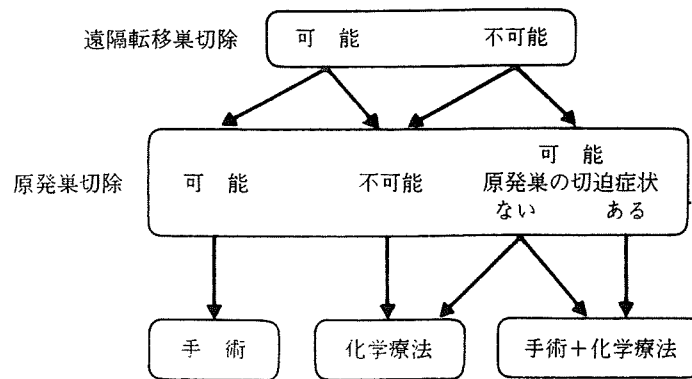 遠隔転移巣切除
可 能
不可能
原発巣切除
可 能
不可能
可 能
原発巣の切迫症状
ない
ある
手 術
化学療法
手術＋化学療法